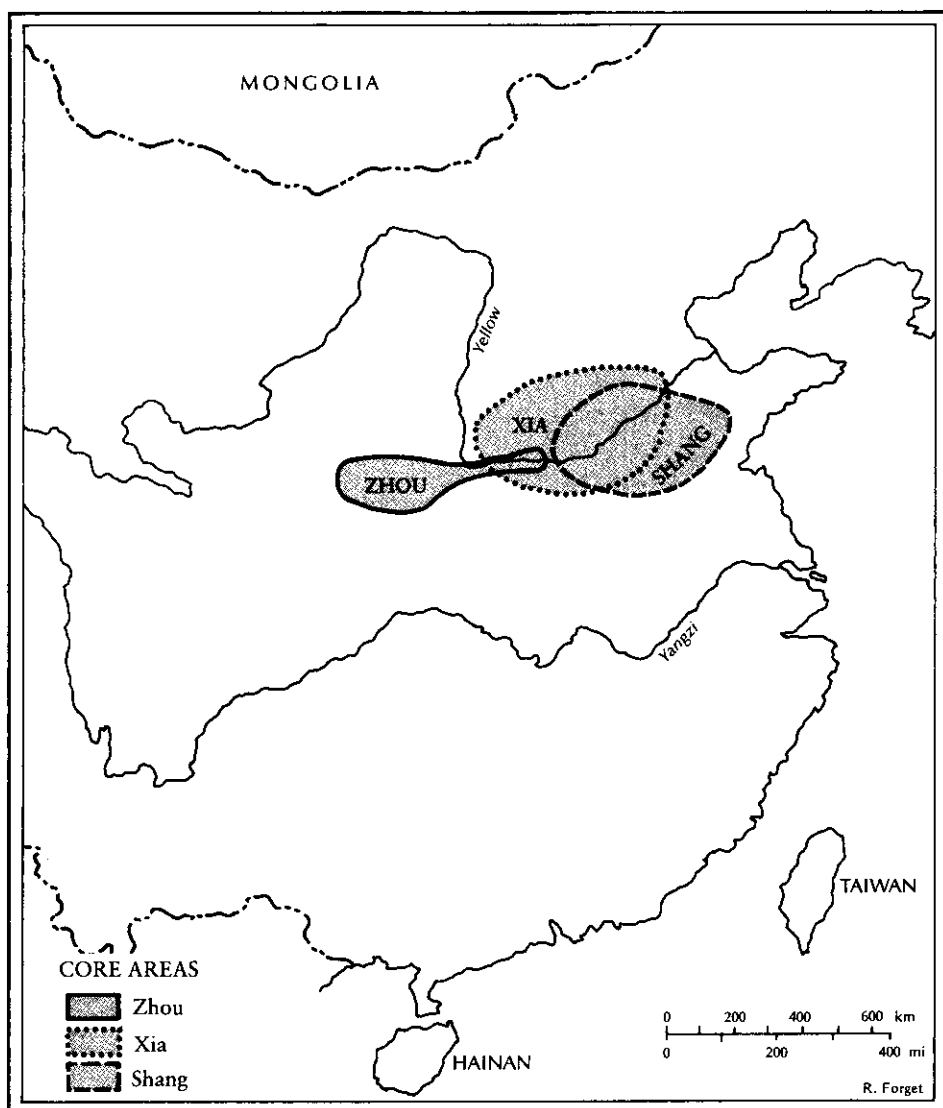 MONGOLIA
Yellow
XIA
SHANG
ZHOU
Yangzi
TAIWAN
CORE AREAS
Zhou
Xia
Shang
HAINAN
0 200 400 600 km
0 200 400 mi
R. Forget